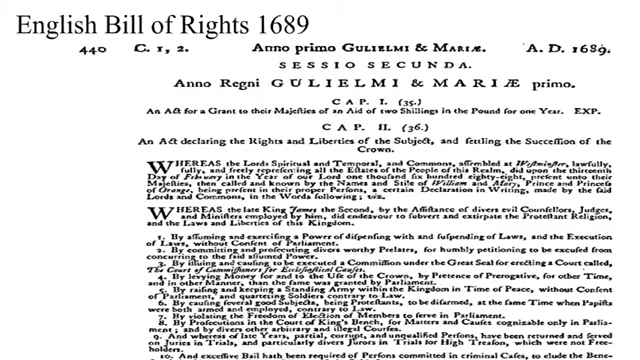 English Bill of Rights 1689
440 C. 1, 2. Anno primo GULIELMI & MARIÆ. A. D. 1689.
SESSIO SECUNDA.
Anno Regni GULIELMI & MARIÆ primo.
CAP. I. (35.)
An Act for a Grant to their Majesties of an Aid of two Shillings in the Pound for one Year. EXP.
CAP. II. (36.)
An Act declaring the Rights and Liberties of the Subject, and settling the Succession of the
Crown.
WHEREAS the Lords Spiritual and Temporal, and Commons, assembled at Westminster, lawfully,
fully, and freely representing all the Estates of the People of this Realm, did upon the thirteenth
Day of February in the Year of our Lord one thousand six hundred eighty-eight, present unto their
Majesties, then called and known by the Names and Stile of William and Mary, Prince and Princess
of Orange, being present in their proper Persons, a certain Declaration in Writing, made by the said
Lords and Commons, in the Words following; viz.
WHEREAS the late King James the Second, by the Assistance of divers evil Counsellors, Judges,
and Ministers employed by him, did endeavour to subvert and extirpate the Protestant Religion,
and the Laws and Liberties of this Kingdom.
1. By assuming and exercising a Power of dispensing with and suspending of Laws, and the Execution
of Laws, without Consent of Parliament.
2. By committing and prosecuting divers worthy Prelates, for humbly petitioning to be excused from
concurring to the said assumed Power.
3. By issuing and causing to be executed a Commission under the Great Seal for erecting a Court called,
The Court of Commissioners for Ecclesiastical Causes.
4. By levying Money for and to the Use of the Crown, by Pretence of Prerogative, for other Time,
and in other Manner, than the same was granted by Parliament.
5. By raising and keeping a Standing Army within the Kingdom in Time of Peace, without Consent
of Parliament, and quartering Soldiers contrary to Law.
6. By causing several good Subjects, being Protestants, to be disarmed, at the same Time when Papists
were both armed and employed, contrary to Law.
7. By violating the Freedom of Election of Members to serve in Parliament.
8. By Prosecutions in the Court of King's Bench, for Matters and Causes cognizable only in Parlia-
ment; and by divers other arbitrary and illegal Courses.
9. And whereas of late Years, partial, corrupt, and unqualified Persons, have been returned and served
on Juries in Trials, and particularly divers Jurors in Trials for High Treason, which were not Free-
holders.
10. And excessive Bail hath been required of Persons committed in criminal Cases, to elude the Bene-